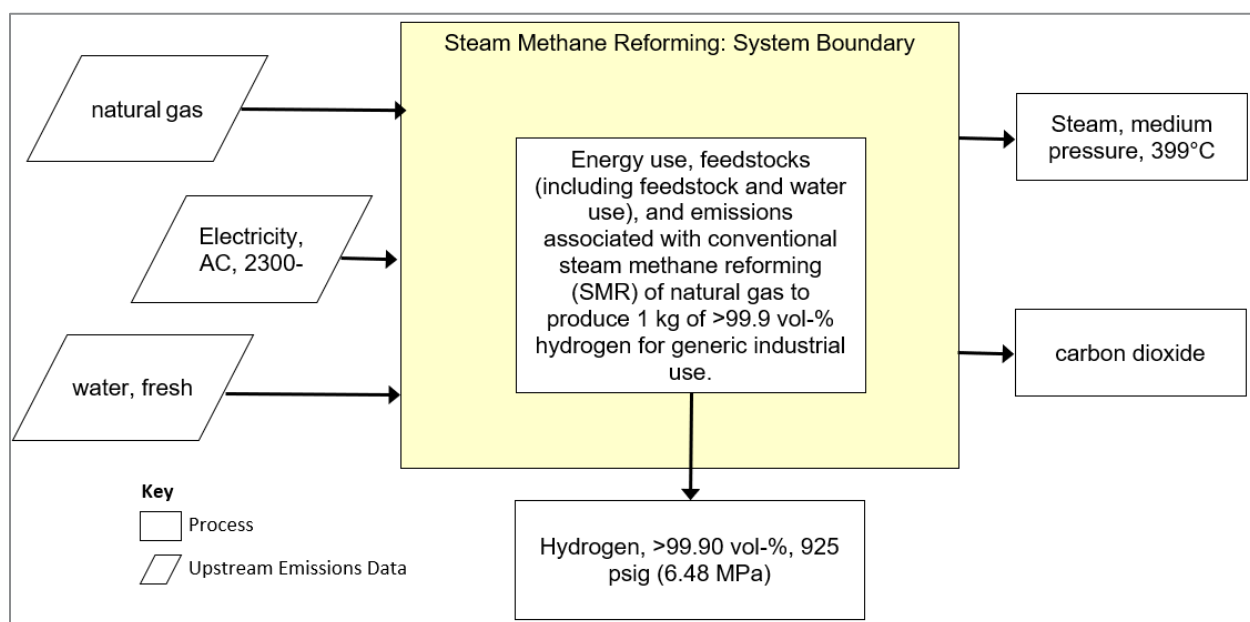 Steam Methane Reforming: System Boundary
natural gas
Electricity,
AC, 2300-
water, fresh
Energy use, feedstocks
(including feedstock and water
use), and emissions
associated with conventional
steam methane reforming
(SMR) of natural gas to
produce 1 kg of >99.9 vol-%
hydrogen for generic industrial
use.
Steam, medium
pressure, 399°C
carbon dioxide
Key
Process
Upstream Emissions Data
Hydrogen, >99.90 vol-%, 925
psig (6.48 MPa)